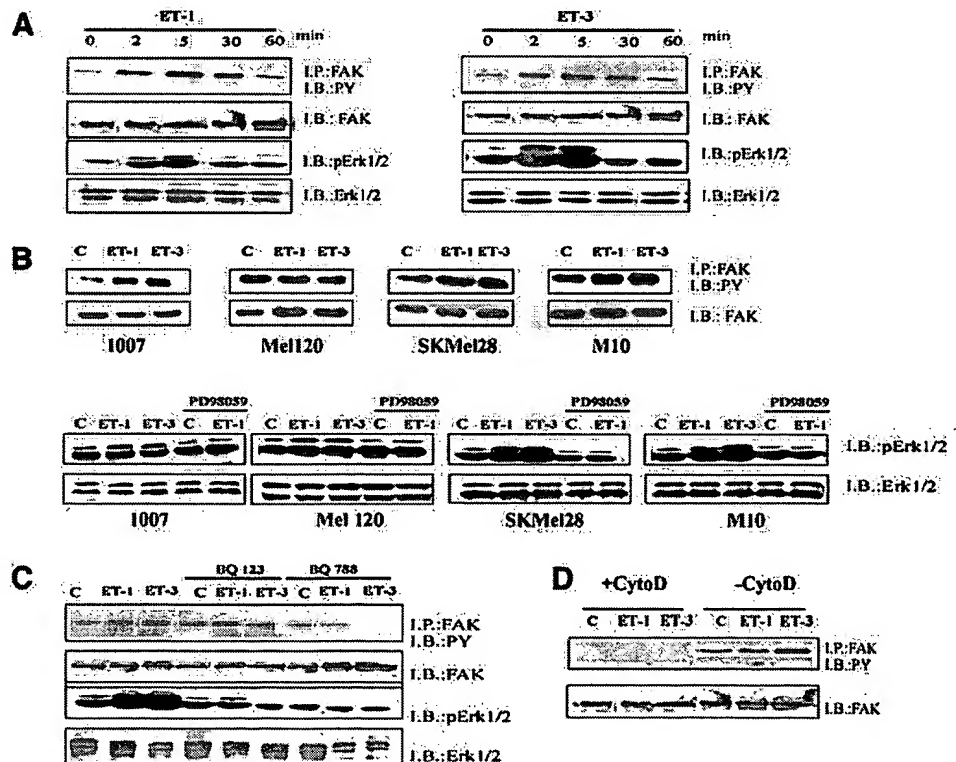 A
ET-1
0 2 5 30 60 min
I.P.:FAK
I.B.:PY
I.B.: FAK
I.B.:pErk1/2
I.B.:Erk1/2
ET-3
0 2 5 30 60 min
I.P.:FAK
I.B.:PY
I.B.: FAK
I.B.:pErk1/2
I.B.:Erk1/2
B
C ET-1 ET-3
C ET-1 ET-3
C ET-1 ET-3
C ET-1 ET-3
I.P.:FAK
I.B.:PY
I.B.: FAK
1007
Mel120
SKMel28
M10
PD98059
PD98059
PD98059
PD98059
C ET-1 ET-3 C ET-1
C ET-1 ET-3 C ET-1
C ET-1 ET-3 C ET-1
C ET-1 ET-3 C ET-1
I.B.:pErk1/2
I.B.:Erk1/2
1007
Mel 120
SKMel28
M10
C
BQ 123
BQ 788
C ET-1 ET-3 C ET-1 ET-3 C ET-1 ET-3
I.P.:FAK
I.B.:PY
I.B.:FAK
I.B.:pErk1/2
I.B.:Erk1/2
D
+CytoD
-CytoD
C ET-1 ET-3 C ET-1 ET-3
I.P.:FAK
I.B.:PY
I.B.:FAK